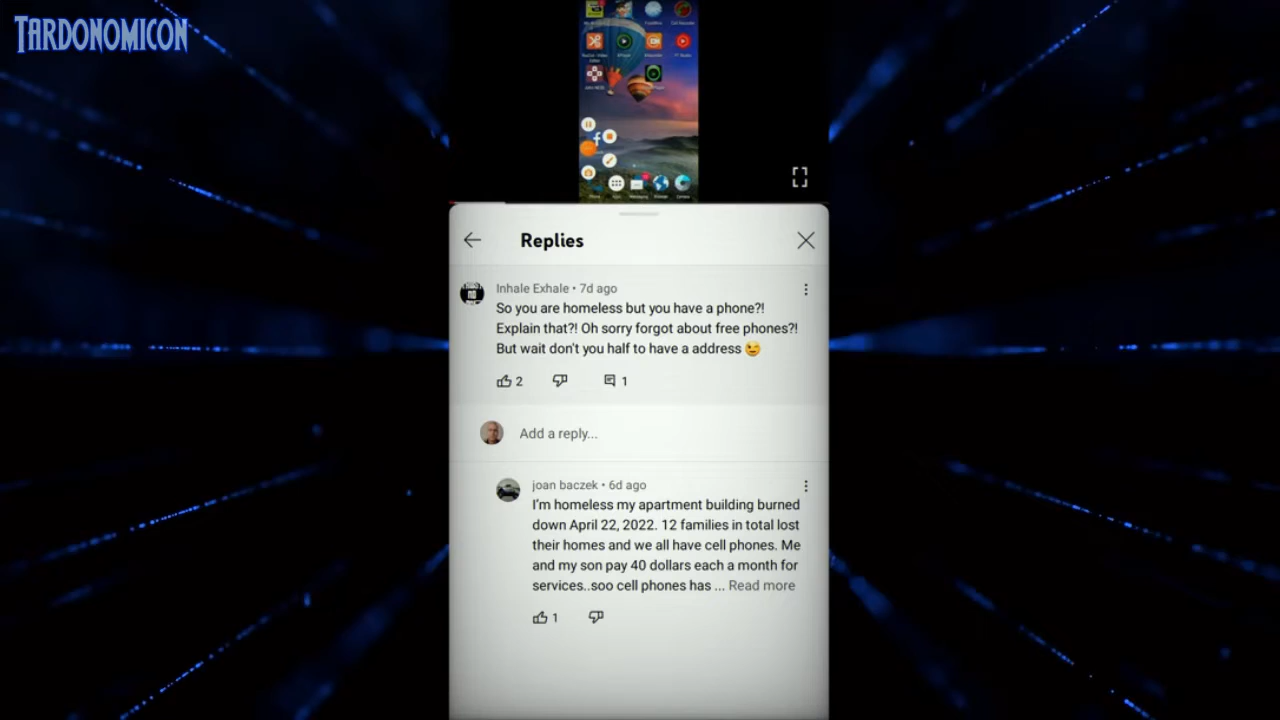 TARDONOMICON
Replies
Inhale Exhale • 7d ago
So you are homeless but you have a phone?!
Explain that?! Oh sorry forgot about free phones?!
But wait don't you half to have a address 😉
2
1
Add a reply...
joan baczek • 6d ago
I'm homeless my apartment building burned
down April 22, 2022. 12 families in total lost
their homes and we all have cell phones. Me
and my son pay 40 dollars each a month for
services..soo cell phones has ... Read more
1